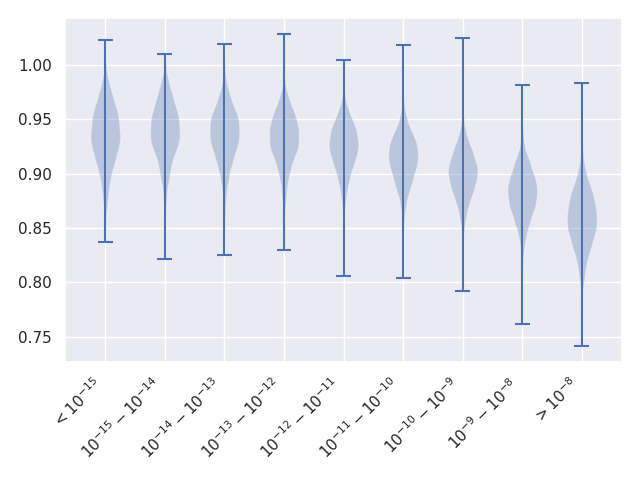 1.00
0.95
0.90
0.85
0.80
0.75
< 10⁻¹⁵
10⁻¹⁵ – 10⁻¹⁴
10⁻¹⁴ – 10⁻¹³
10⁻¹³ – 10⁻¹²
10⁻¹² – 10⁻¹¹
10⁻¹¹ – 10⁻¹⁰
10⁻¹⁰ – 10⁻⁹
10⁻⁹ – 10⁻⁸
> 10⁻⁸